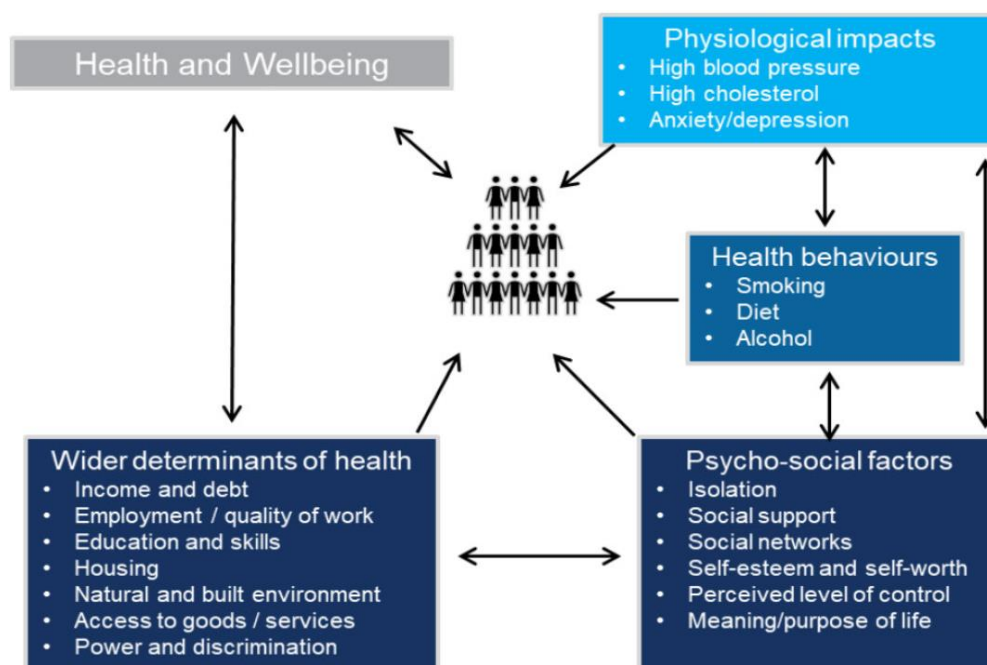 Health and Wellbeing
Physiological impacts
• High blood pressure
• High cholesterol
• Anxiety/depression
Health behaviours
• Smoking
• Diet
• Alcohol
Wider determinants of health
• Income and debt
• Employment / quality of work
• Education and skills
• Housing
• Natural and built environment
• Access to goods / services
• Power and discrimination
Psycho-social factors
• Isolation
• Social support
• Social networks
• Self-esteem and self-worth
• Perceived level of control
• Meaning/purpose of life